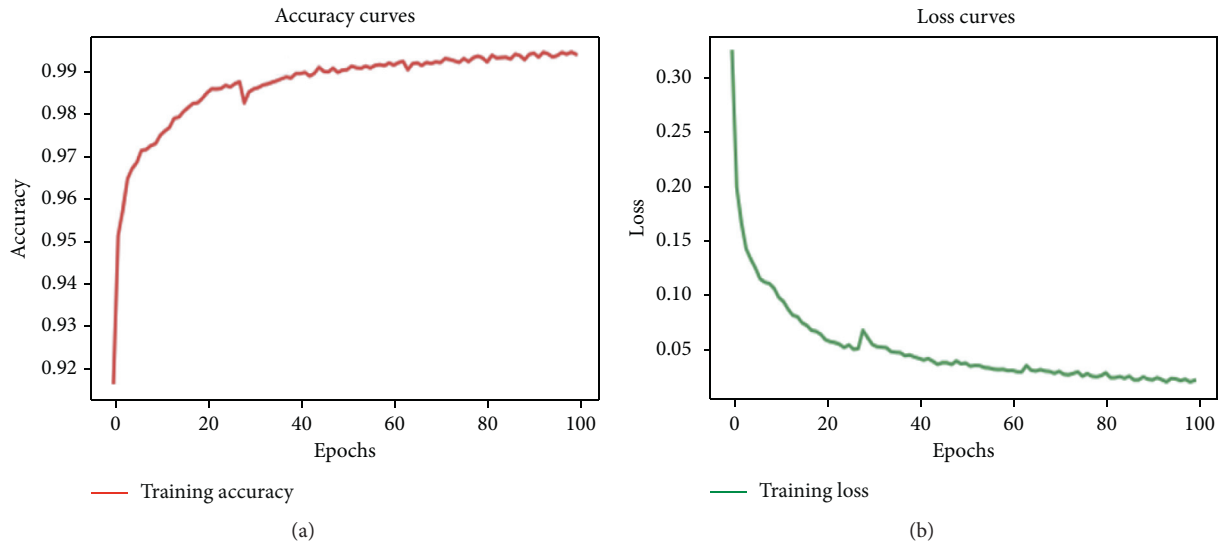 Accuracy curves
0.99
0.98
0.97
0.96
0.95
0.94
0.93
0.92
Accuracy
0 20 40 60 80 100
Epochs
Training accuracy
(a)
Loss curves
0.30
0.25
0.20
0.15
0.10
0.05
Loss
0 20 40 60 80 100
Epochs
Training loss
(b)